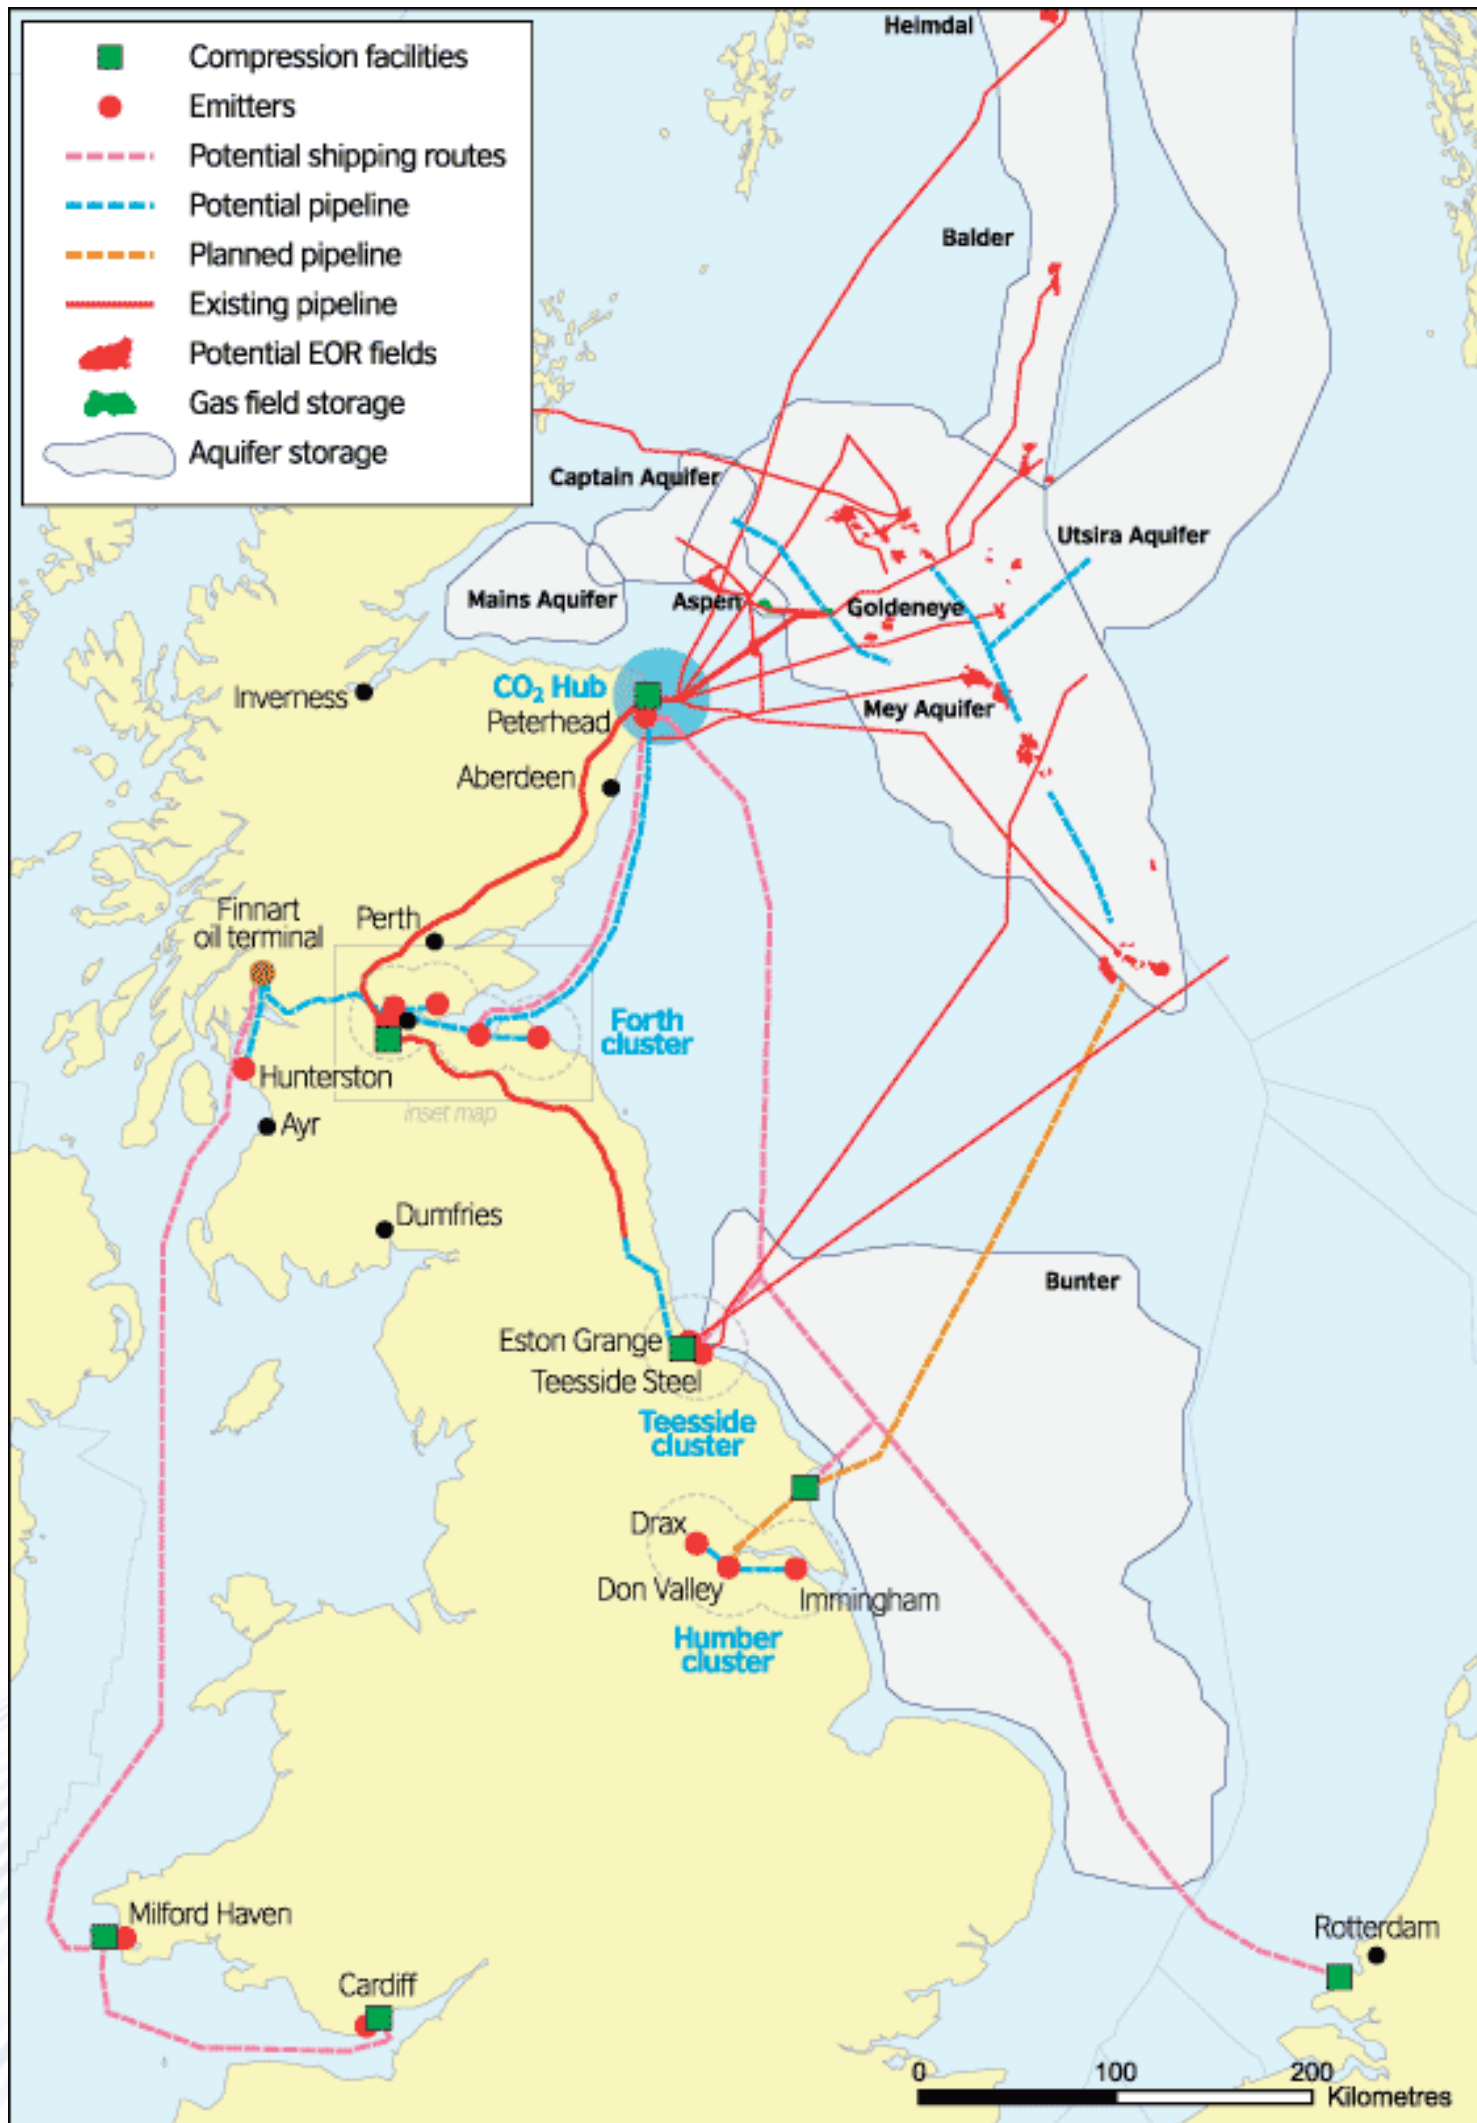 Compression facilities
Emitters
Potential shipping routes
Potential pipeline
Planned pipeline
Existing pipeline
Potential EOR fields
Gas field storage
Aquifer storage
Heimdal
Balder
Captain Aquifer
Utsira Aquifer
Mains Aquifer
Aspen
Goldeneye
CO₂ Hub
Peterhead
Inverness
Mey Aquifer
Aberdeen
Finnart
oil terminal
Perth
Forth
cluster
Hunterston
inset map
Ayr
Dumfries
Bunter
Eston Grange
Teesside Steel
Teesside
cluster
Drax
Don Valley
Immingham
Humber
cluster
Milford Haven
Rotterdam
Cardiff
0 100 200
Kilometres